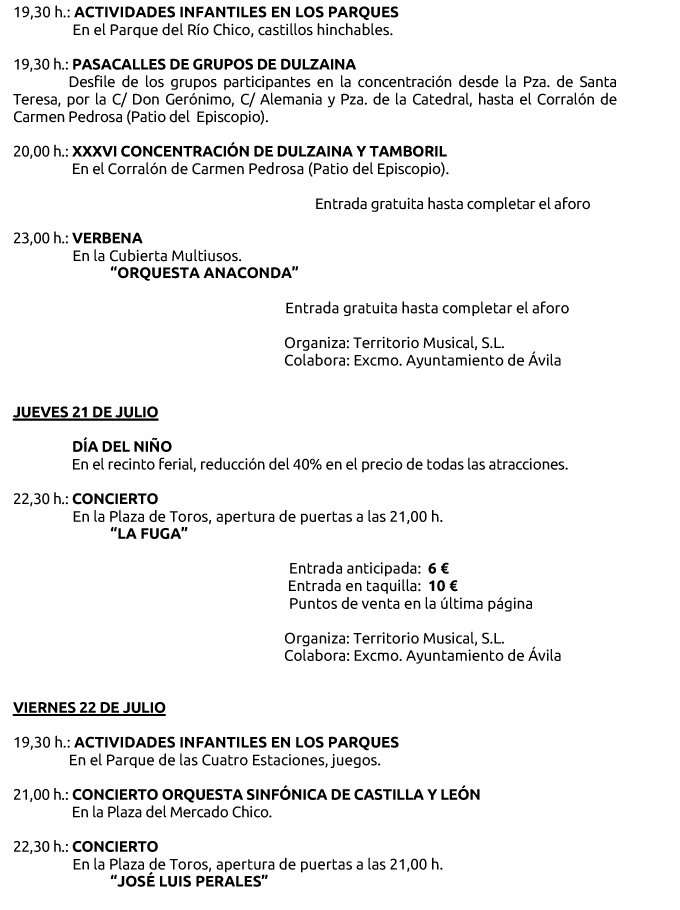 19,30 h.: ACTIVIDADES INFANTILES EN LOS PARQUES
En el Parque del Río Chico, castillos hinchables.
19,30 h.: PASACALLES DE GRUPOS DE DULZAINA
Desfile de los grupos participantes en la concentración desde la Pza. de Santa
Teresa, por la C/ Don Gerónimo, C/ Alemania y Pza. de la Catedral, hasta el Corralón de
Carmen Pedrosa (Patio del Episcopio).
20,00 h.: XXXVI CONCENTRACIÓN DE DULZAINA Y TAMBORIL
En el Corralón de Carmen Pedrosa (Patio del Episcopio).
Entrada gratuita hasta completar el aforo
23,00 h.: VERBENA
En la Cubierta Multiusos.
“ORQUESTA ANACONDA”
Entrada gratuita hasta completar el aforo
Organiza: Territorio Musical, S.L.
Colabora: Excmo. Ayuntamiento de Ávila
JUEVES 21 DE JULIO
DÍA DEL NIÑO
En el recinto ferial, reducción del 40% en el precio de todas las atracciones.
22,30 h.: CONCIERTO
En la Plaza de Toros, apertura de puertas a las 21,00 h.
“LA FUGA”
Entrada anticipada: 6 €
Entrada en taquilla: 10 €
Puntos de venta en la última página
Organiza: Territorio Musical, S.L.
Colabora: Excmo. Ayuntamiento de Ávila
VIERNES 22 DE JULIO
19,30 h.: ACTIVIDADES INFANTILES EN LOS PARQUES
En el Parque de las Cuatro Estaciones, juegos.
21,00 h.: CONCIERTO ORQUESTA SINFÓNICA DE CASTILLA Y LEÓN
En la Plaza del Mercado Chico.
22,30 h.: CONCIERTO
En la Plaza de Toros, apertura de puertas a las 21,00 h.
“JOSÉ LUIS PERALES”